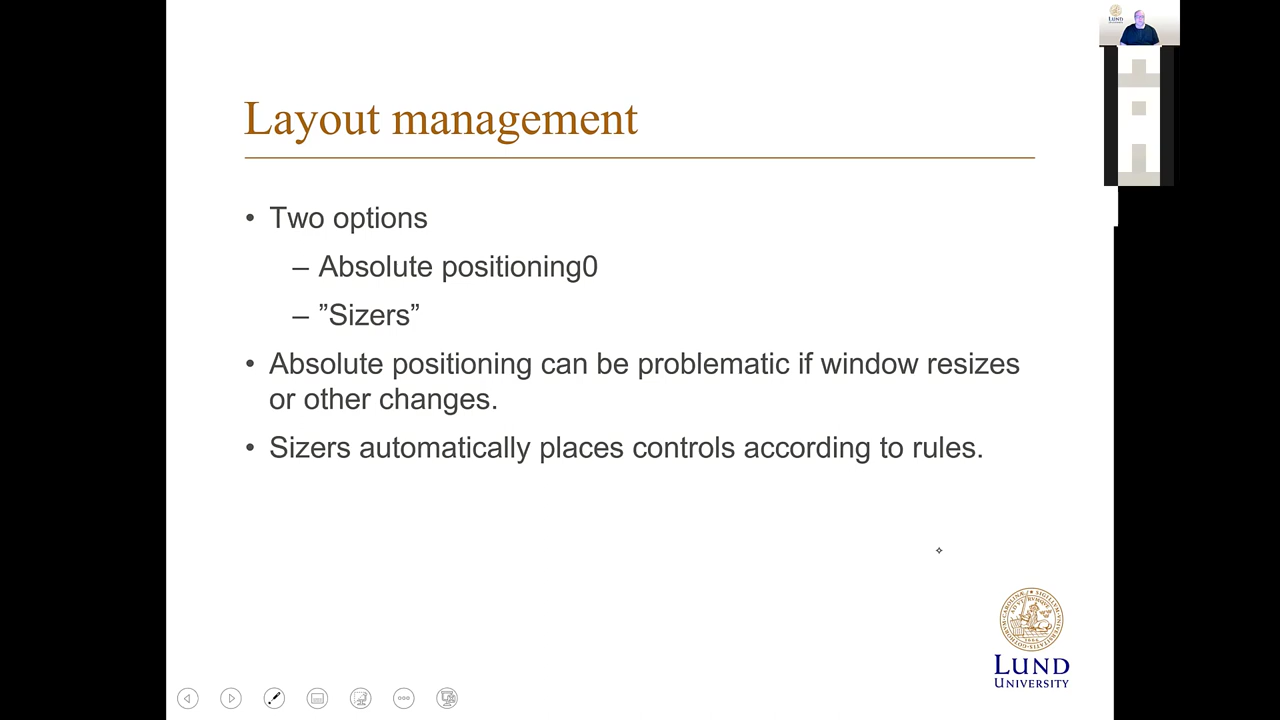 LUND
Layout management
• Two options
– Absolute positioning0
– ”Sizers”
• Absolute positioning can be problematic if window resizes
or other changes.
• Sizers automatically places controls according to rules.
LUND
UNIVERSITY